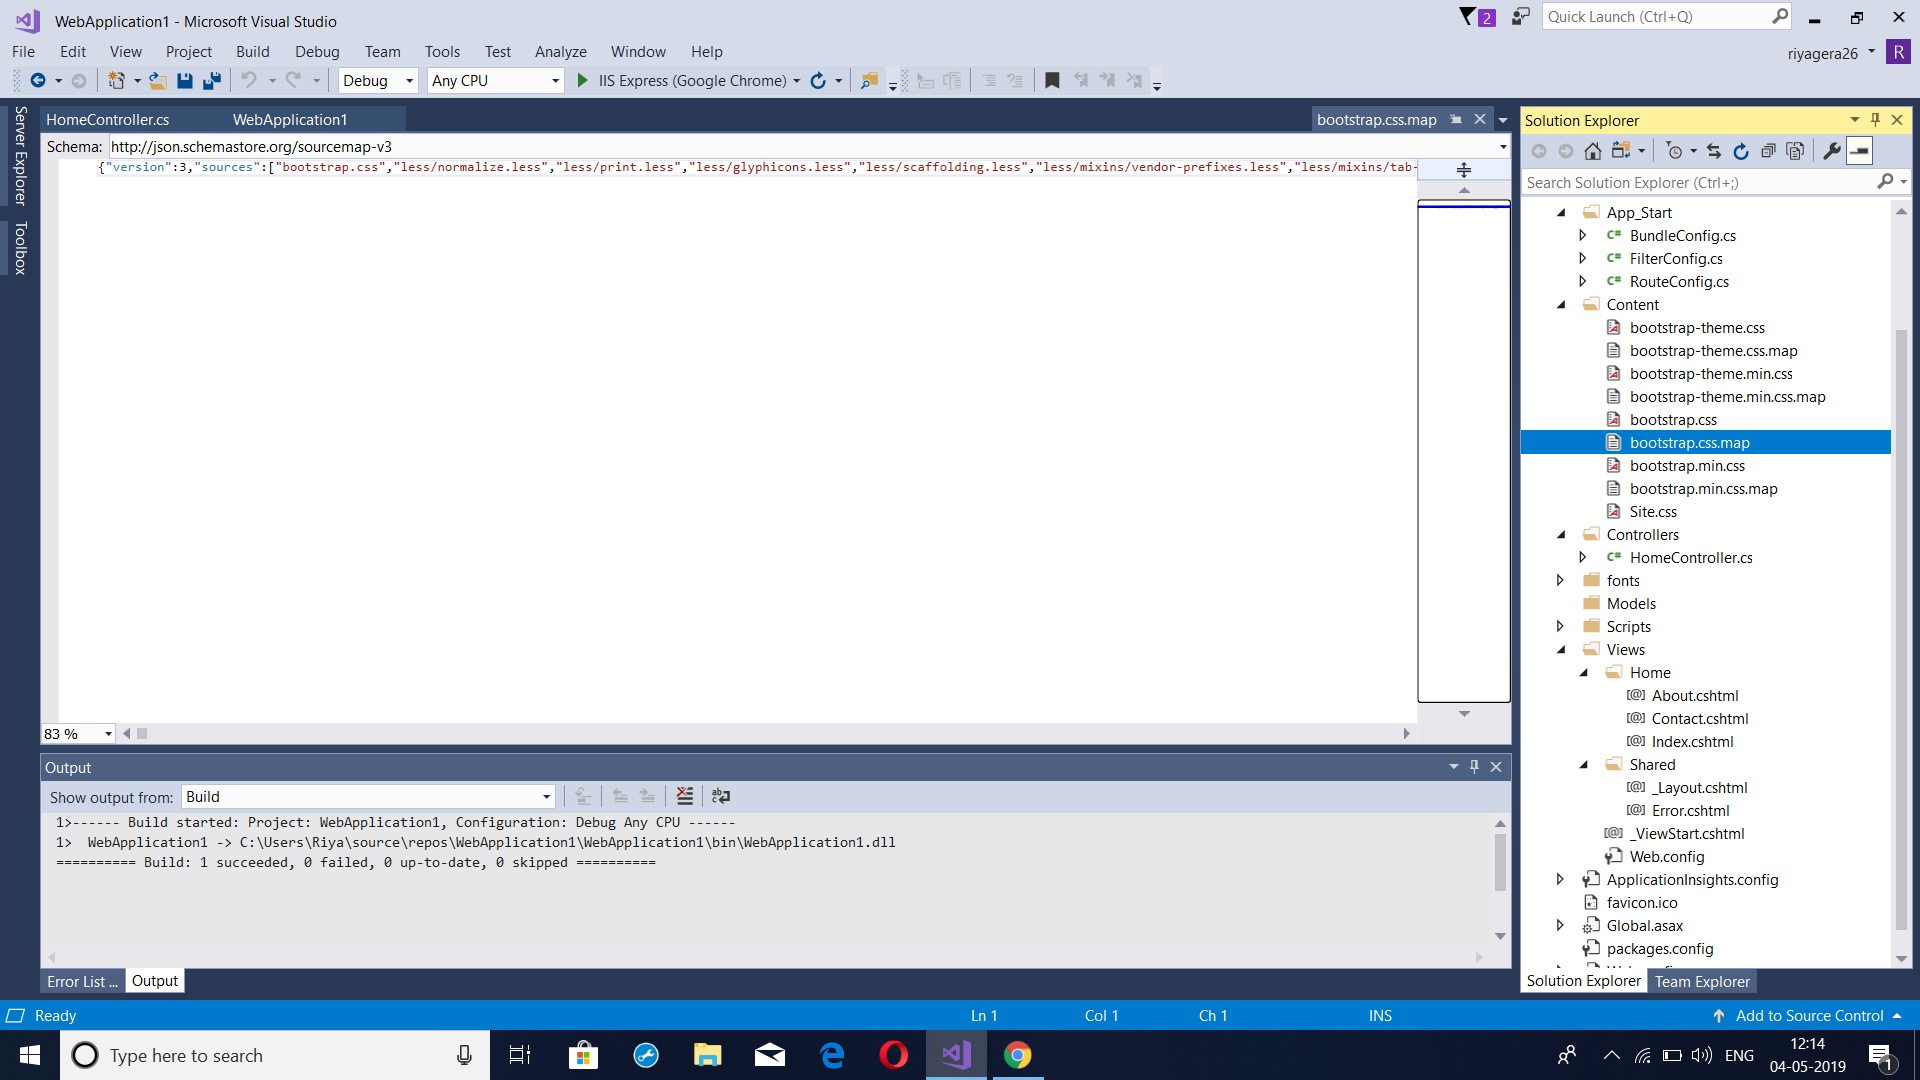 WebApplication1 - Microsoft Visual Studio
2
Quick Launch (Ctrl+Q)
File Edit View Project Build Debug Team Tools Test Analyze Window Help
riyagera26 R
Debug Any CPU IIS Express (Google Chrome)
Server Explorer
Toolbox
HomeController.cs WebApplication1 bootstrap.css.map
Schema: http://json.schemastore.org/sourcemap-v3
{"version":3,"sources":["bootstrap.css","less/normalize.less","less/print.less","less/glyphicons.less","less/scaffolding.less","less/mixins/vendor-prefixes.less","less/mixins/tab-
83 %
Output
Show output from: Build
1>------ Build started: Project: WebApplication1, Configuration: Debug Any CPU ------
1>  WebApplication1 -> C:\Users\Riya\source\repos\WebApplication1\WebApplication1\bin\WebApplication1.dll
========== Build: 1 succeeded, 0 failed, 0 up-to-date, 0 skipped ==========
Error List ... Output
Solution Explorer
Search Solution Explorer (Ctrl+;)
App_Start
C# BundleConfig.cs
C# FilterConfig.cs
C# RouteConfig.cs
Content
bootstrap-theme.css
bootstrap-theme.css.map
bootstrap-theme.min.css
bootstrap-theme.min.css.map
bootstrap.css
bootstrap.css.map
bootstrap.min.css
bootstrap.min.css.map
Site.css
Controllers
C# HomeController.cs
fonts
Models
Scripts
Views
Home
[@] About.cshtml
[@] Contact.cshtml
[@] Index.cshtml
Shared
[@] _Layout.cshtml
[@] Error.cshtml
[@] _ViewStart.cshtml
Web.config
ApplicationInsights.config
favicon.ico
Global.asax
packages.config
Solution Explorer Team Explorer
Ready Ln 1 Col 1 Ch 1 INS Add to Source Control
Type here to search
ENG
12:14
04-05-2019
1